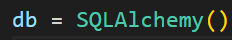 db = SQLAlchemy()